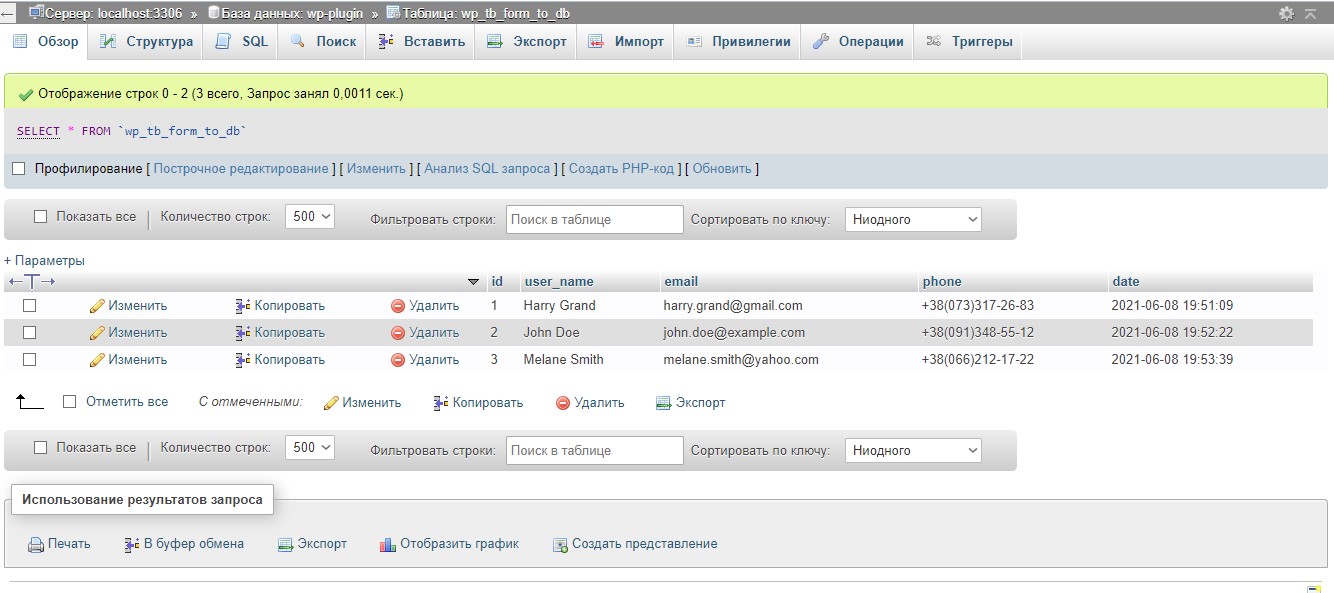 Сервер: localhost:3306 » База данных: wp-plugin » Таблица: wp_tb_form_to_db
Обзор Структура SQL Поиск Вставить Экспорт Импорт Привилегии Операции Триггеры
Отображение строк 0 - 2 (3 всего, Запрос занял 0,0011 сек.)
SELECT * FROM `wp_tb_form_to_db`
Профилирование [ Построчное редактирование ] [ Изменить ] [ Анализ SQL запроса ] [ Создать PHP-код ] [ Обновить ]
Показать все | Количество строк: 500 Фильтровать строки: Поиск в таблице Сортировать по ключу: Ниодного
+ Параметры
←T→ id user_name email phone date
Изменить Копировать Удалить 1 Harry Grand harry.grand@gmail.com +38(073)317-26-83 2021-06-08 19:51:09
Изменить Копировать Удалить 2 John Doe john.doe@example.com +38(091)348-55-12 2021-06-08 19:52:22
Изменить Копировать Удалить 3 Melane Smith melane.smith@yahoo.com +38(066)212-17-22 2021-06-08 19:53:39
Отметить все С отмеченными: Изменить Копировать Удалить Экспорт
Показать все | Количество строк: 500 Фильтровать строки: Поиск в таблице Сортировать по ключу: Ниодного
Использование результатов запроса
Печать В буфер обмена Экспорт Отобразить график Создать представление